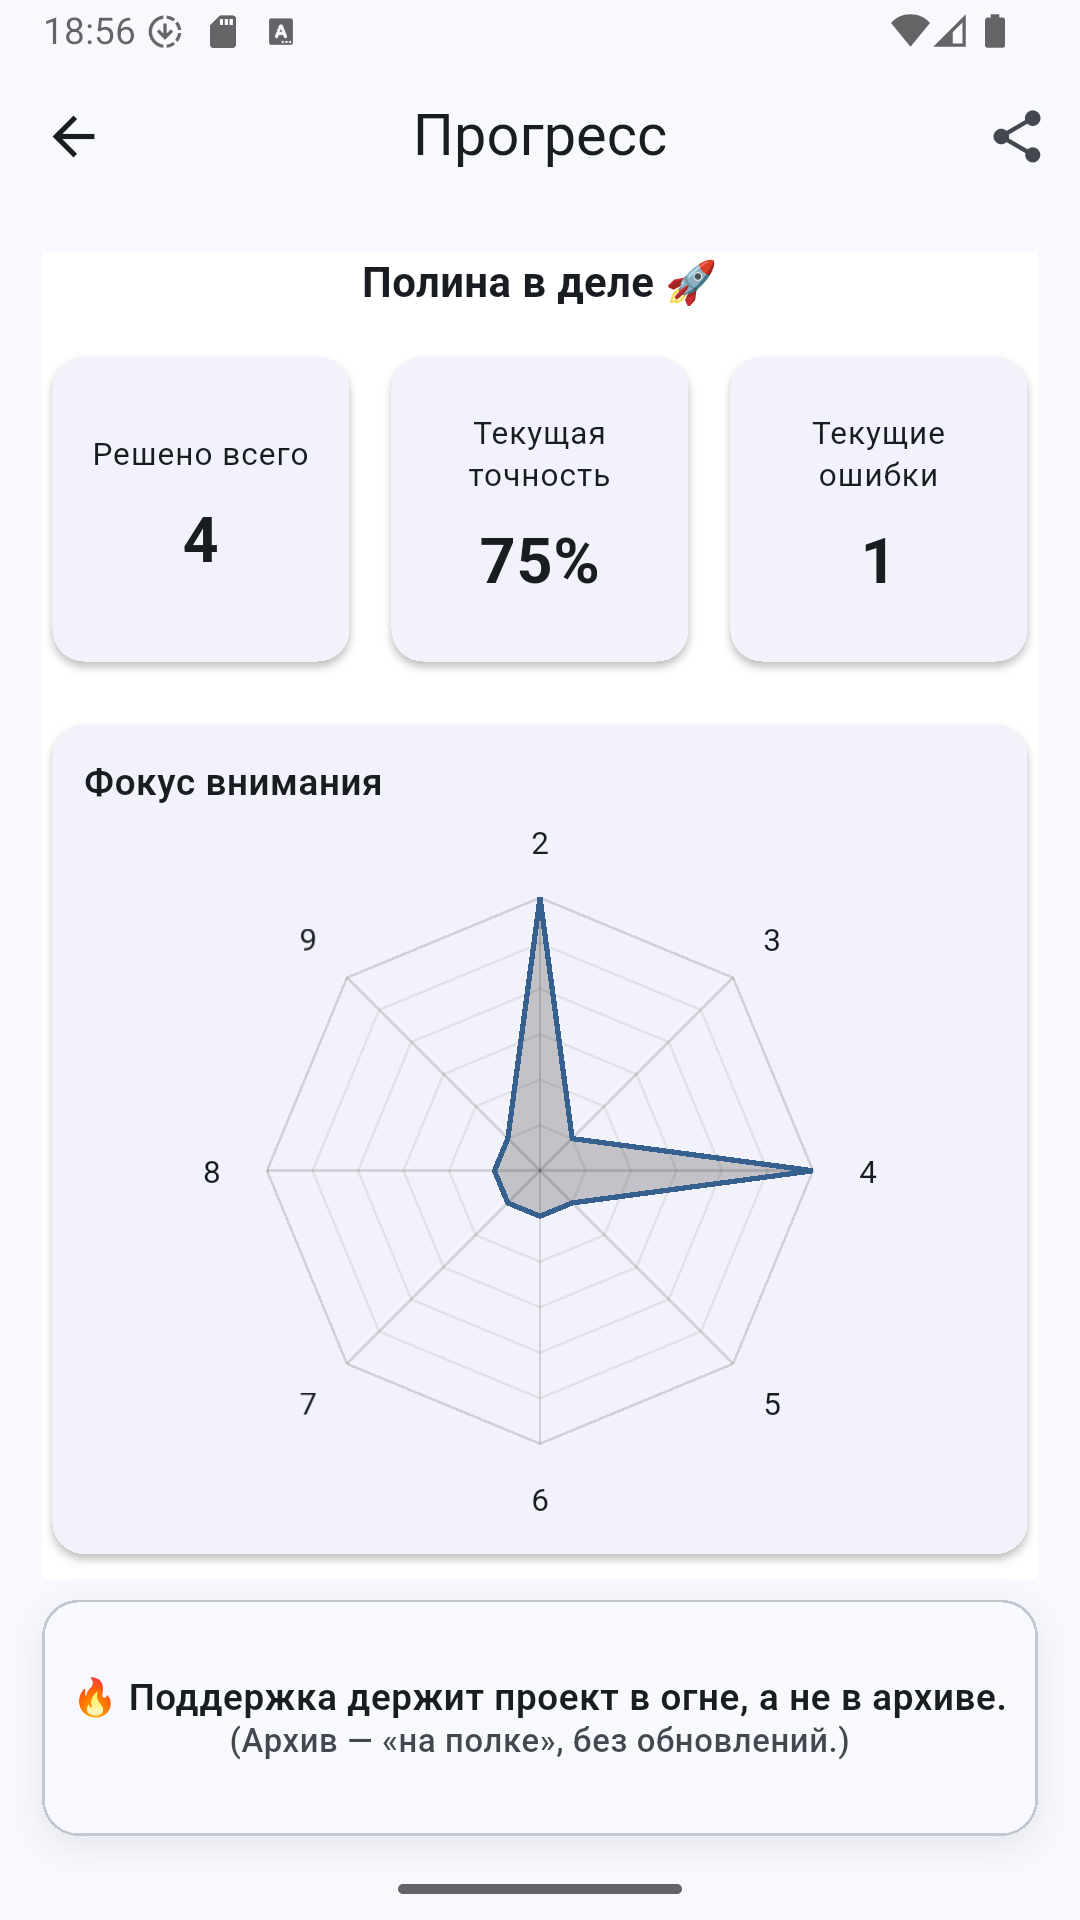 18:56
Прогресс
Полина в деле 🚀
Решено всего
4
Текущая
точность
75%
Текущие
ошибки
1
Фокус внимания
2
3
4
5
6
7
8
9
🔥 Поддержка держит проект в огне, а не в архиве.
(Архив — «на полке», без обновлений.)